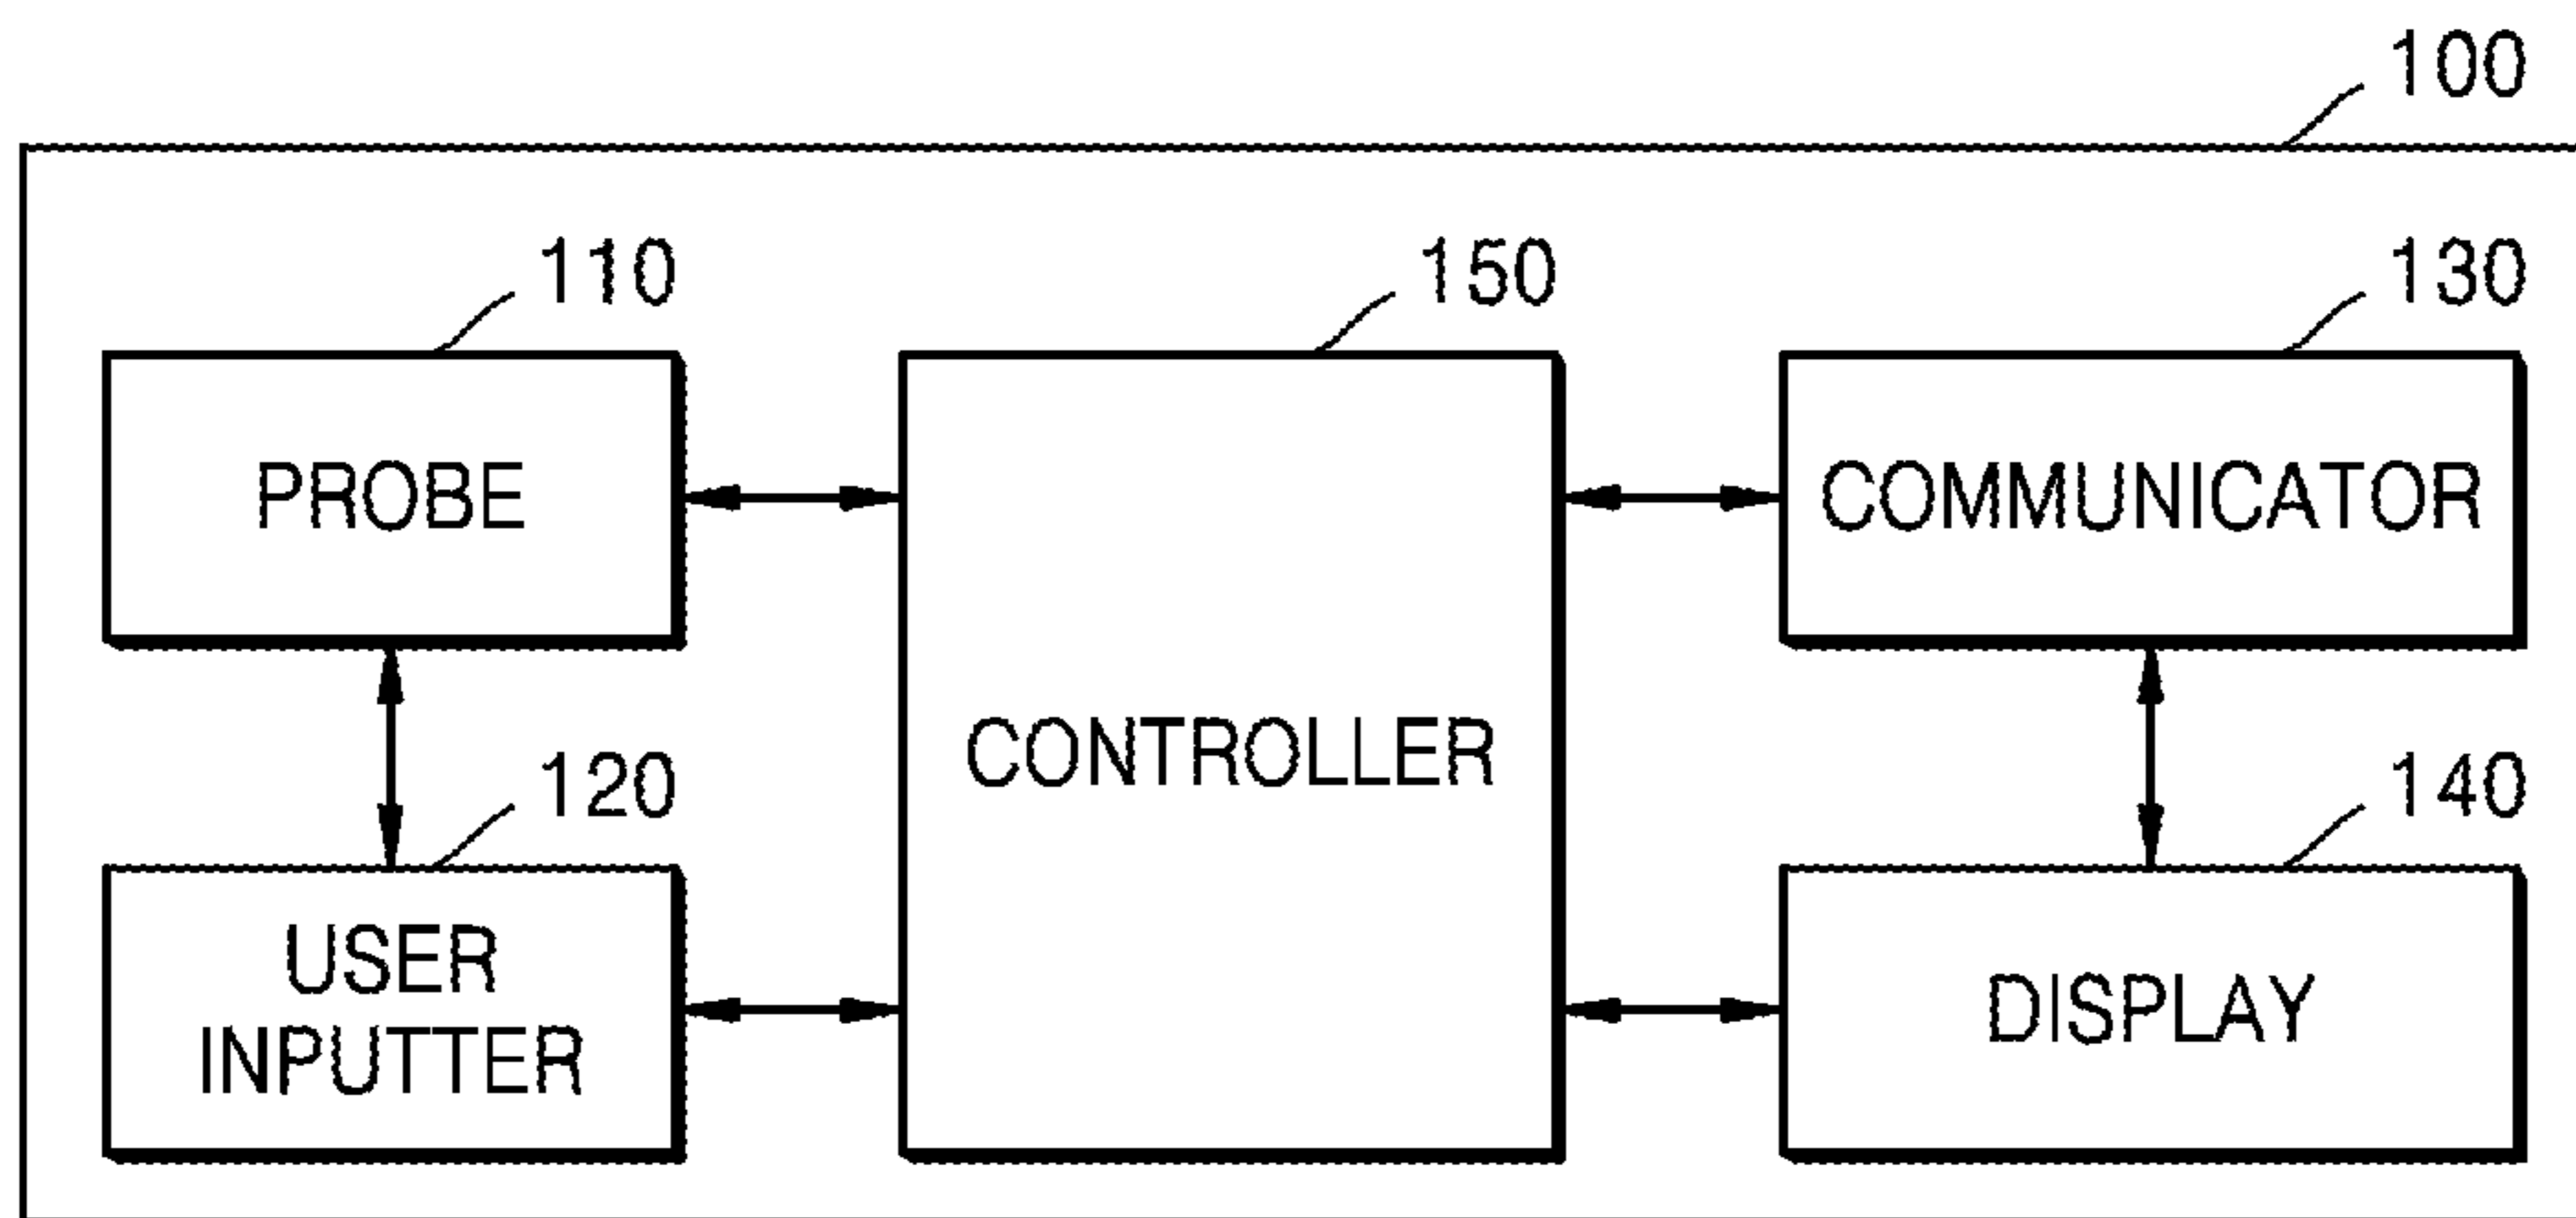 100
110
150
130
PROBE
COMMUNICATOR
CONTROLLER
120
140
USER
INPUTTER
DISPLAY